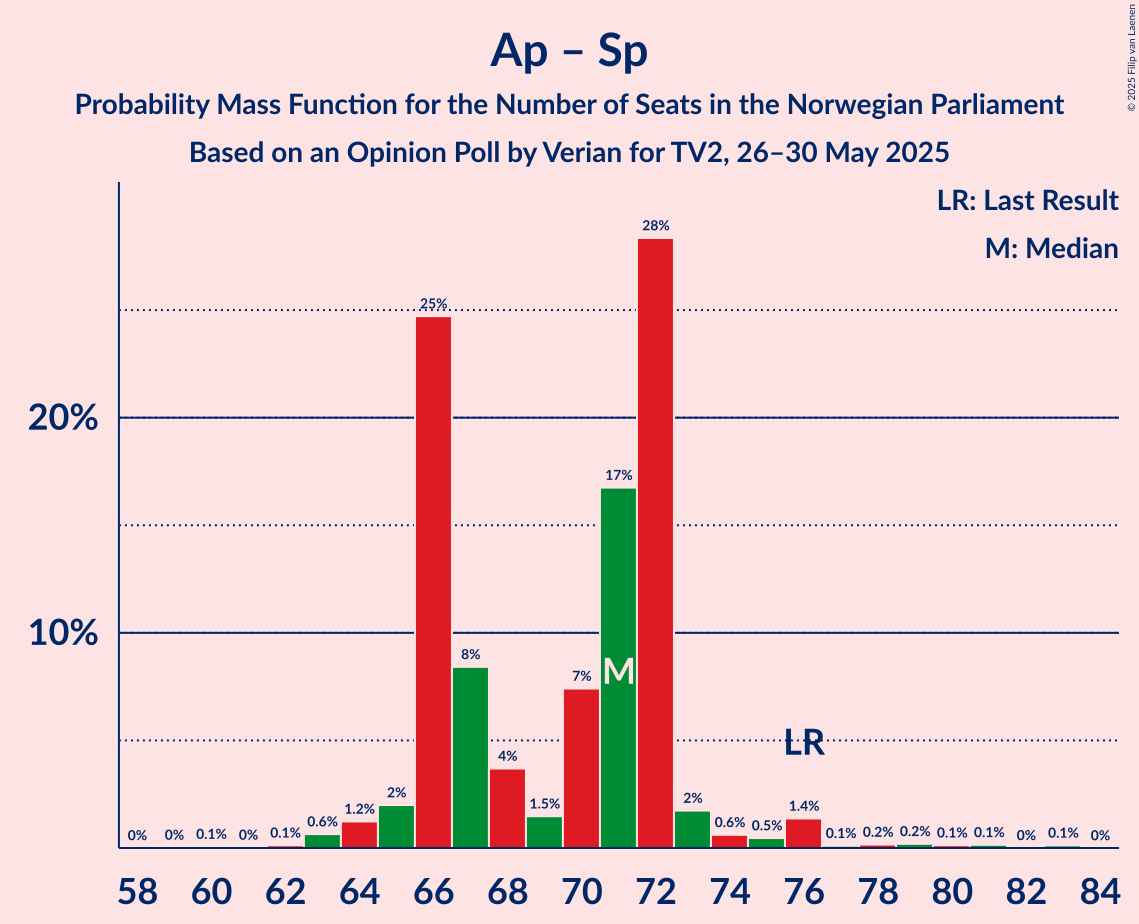 Ap – Sp
Probability Mass Function for the Number of Seats in the Norwegian Parliament
Based on an Opinion Poll by Verian for TV2, 26–30 May 2025
© 2025 Filip van Laenen
LR: Last Result
M: Median
28%
25%
20%
17%
10%
8%
7%
M
4%
LR
2%
1.2%
0.6%
0% 0% 0.1% 0% 0.1%
1.5%
2%
0.6% 0.5%
1.4%
0.1% 0.2% 0.2% 0.1% 0.1% 0% 0.1% 0%
58 60 62 64 66 68 70 72 74 76 78 80 82 84